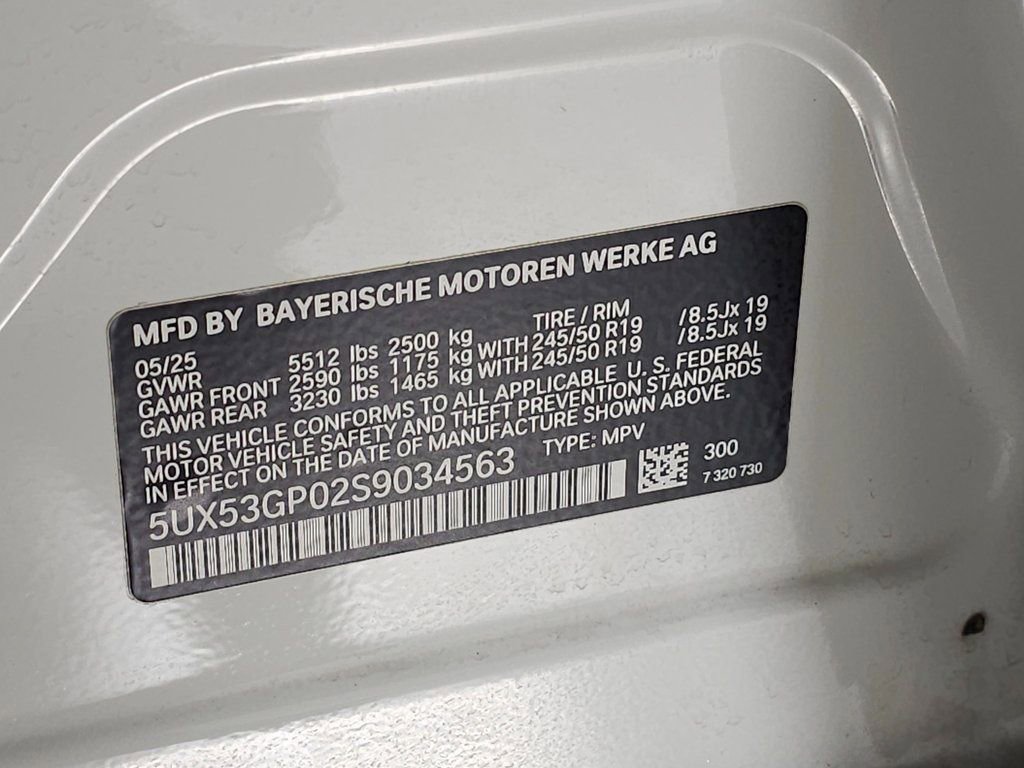 MFD BY BAYERISCHE MOTOREN WERKE AG
05/25 TIRE / RIM
GVWR 5512 lbs 2500 kg
GAWR FRONT 2590 lbs 1175 kg WITH 245/50 R19 /8.5Jx 19
GAWR REAR 3230 lbs 1465 kg WITH 245/50 R19 /8.5Jx 19
THIS VEHICLE CONFORMS TO ALL APPLICABLE U. S. FEDERAL
MOTOR VEHICLE SAFETY AND THEFT PREVENTION STANDARDS
IN EFFECT ON THE DATE OF MANUFACTURE SHOWN ABOVE.
5UX53GP02S9034563 TYPE: MPV 300
7 320 730